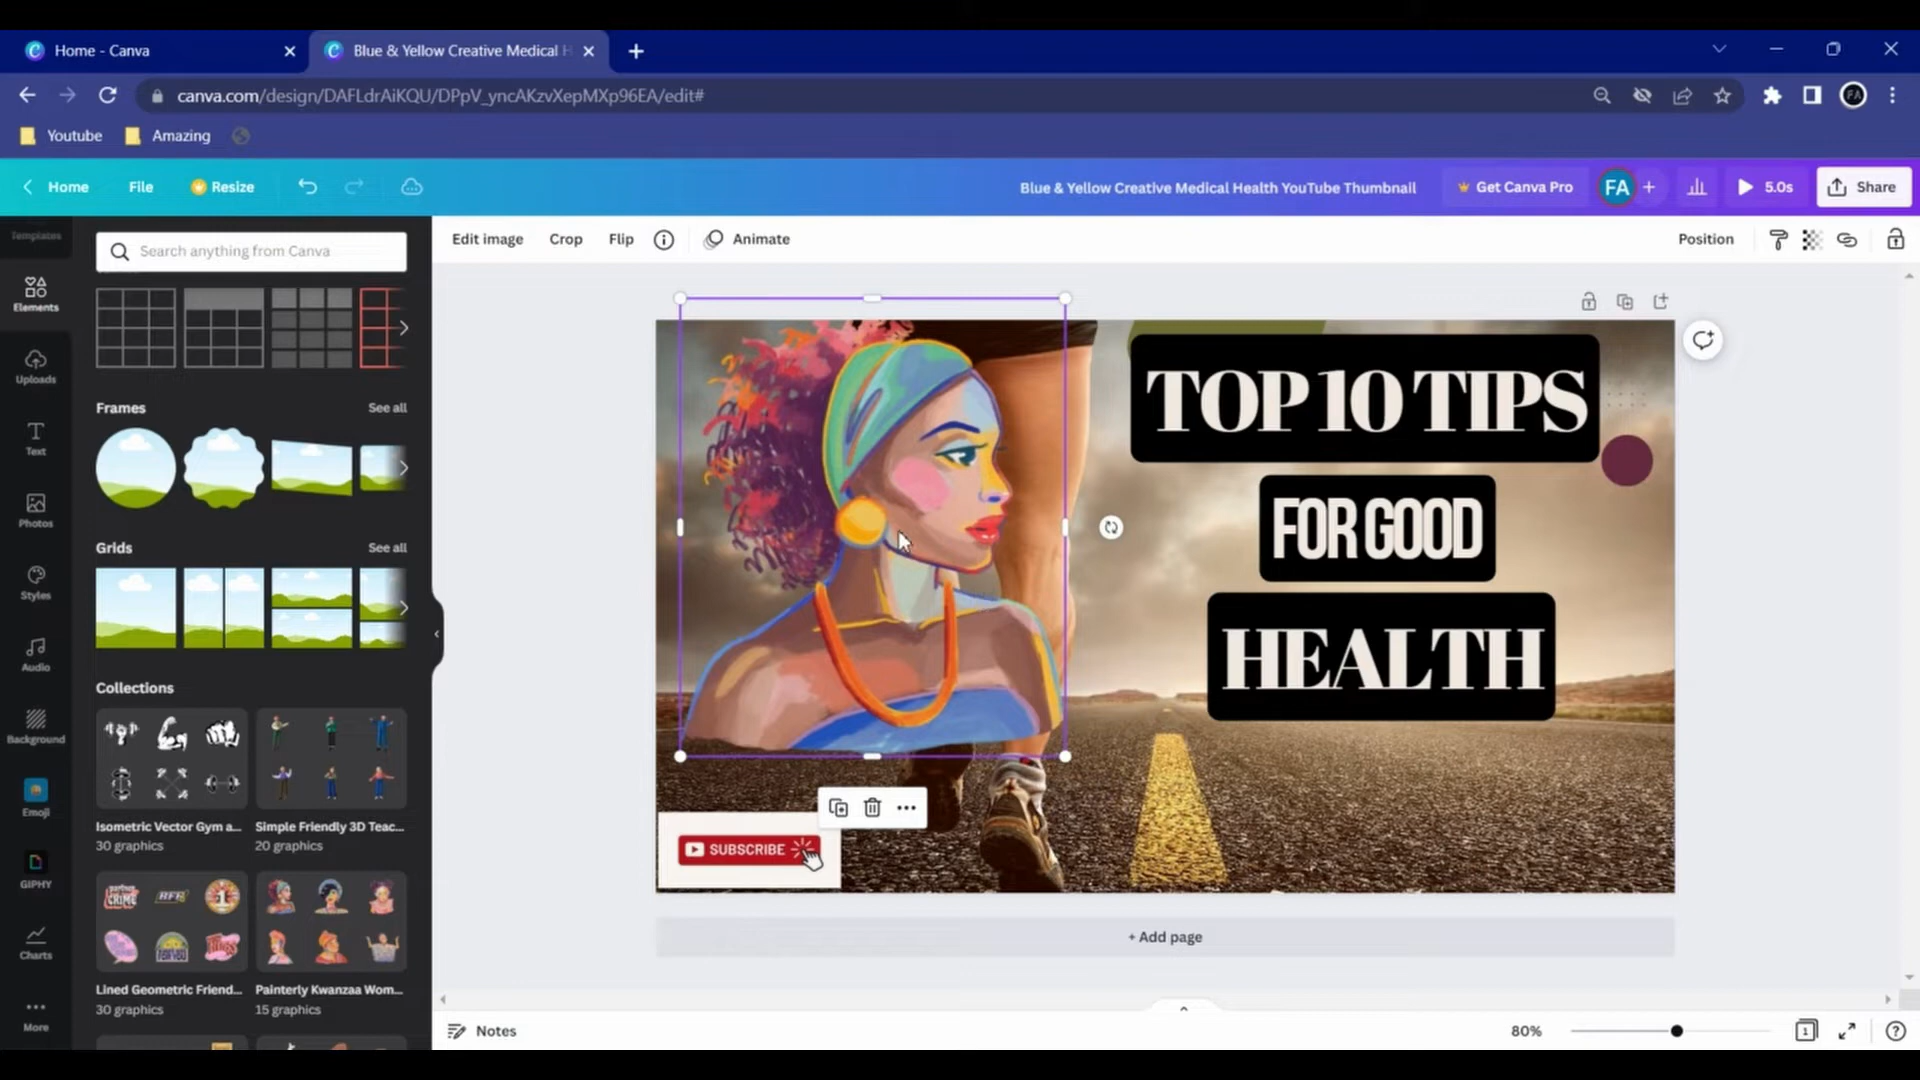 Home - Canva
Blue & Yellow Creative Medical H
canva.com/design/DAFLdrAiKQU/DPpV_yncAKzvXepMXp96EA/edit#
FA
Youtube
Amazing
Home
File
Resize
Blue & Yellow Creative Medical Health YouTube Thumbnail
Get Canva Pro
FA
5.0s
Share
Templates
Elements
Uploads
Text
Photos
Styles
Audio
Background
Emoji
GIPHY
Charts
More
Search anything from Canva
Frames
See all
Grids
See all
Collections
Isometric Vector Gym a...
30 graphics
Simple Friendly 3D Teac...
20 graphics
Lined Geometric Friend...
30 graphics
Painterly Kwanzaa Wom...
15 graphics
Edit image
Crop
Flip
Animate
Position
TOP 10 TIPS
FOR GOOD
HEALTH
SUBSCRIBE
+ Add page
Notes
80%
1